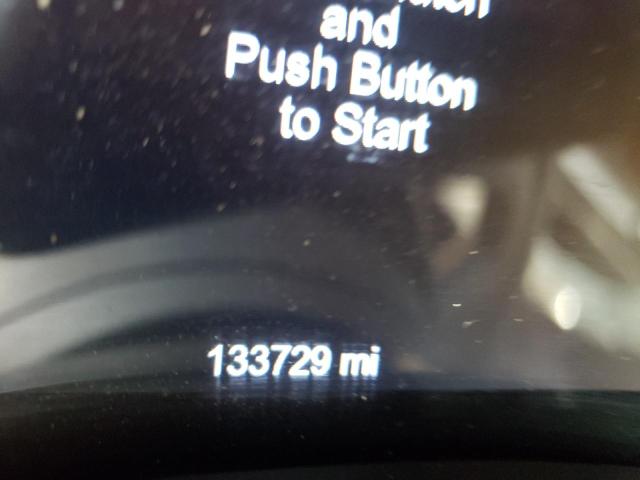 and
Push Button
to Start
133729 mi